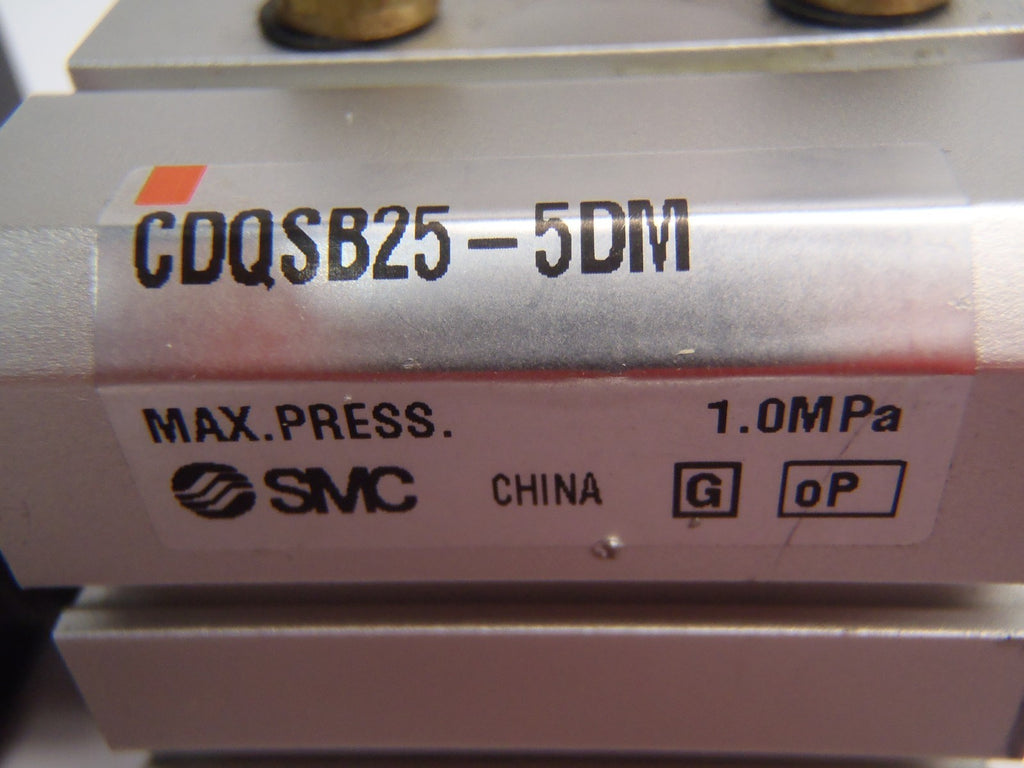 CDQSB25-5DM
MAX.PRESS. 1.0MPa
SMC CHINA G oP